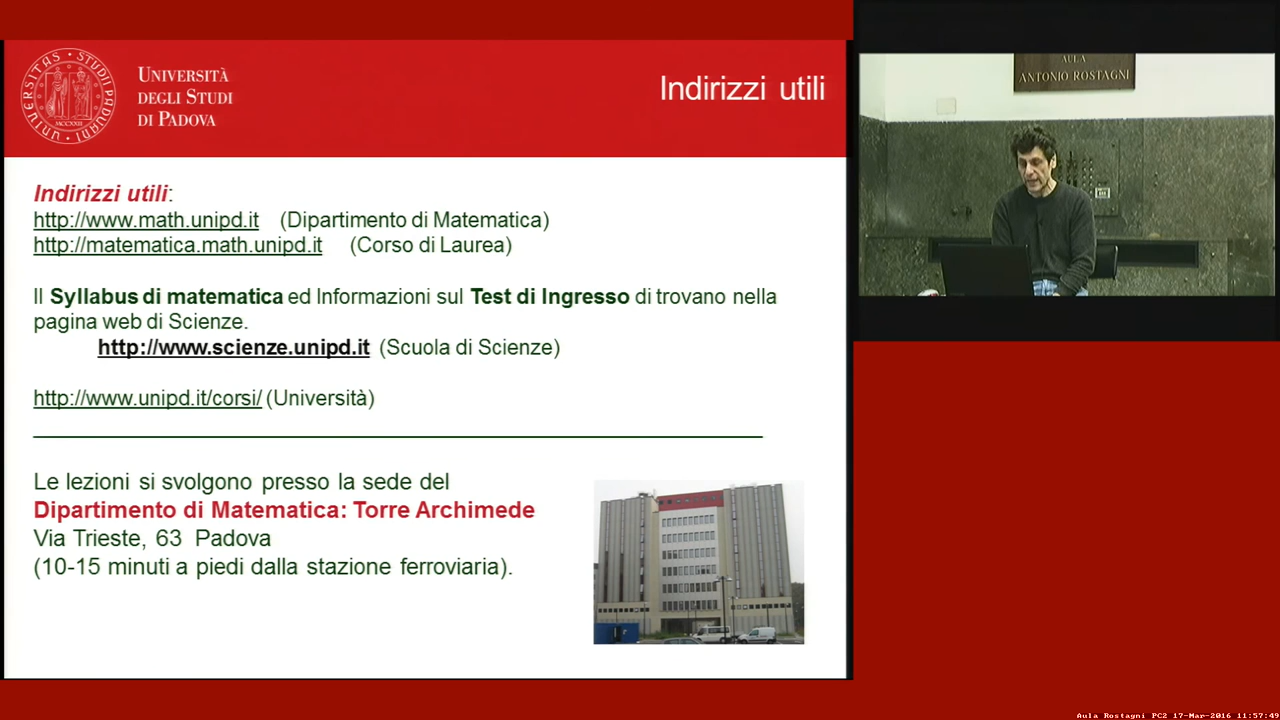 UNIVERSITÀ
DEGLI STUDI
DI PADOVA
UNIVERSITAS STUDII PADUANI
MCCXXII
Indirizzi utili
Indirizzi utili:
http://www.math.unipd.it (Dipartimento di Matematica)
http://matematica.math.unipd.it (Corso di Laurea)
Il Syllabus di matematica ed Informazioni sul Test di Ingresso di trovano nella
pagina web di Scienze.
http://www.scienze.unipd.it (Scuola di Scienze)
http://www.unipd.it/corsi/ (Università)
Le lezioni si svolgono presso la sede del
Dipartimento di Matematica: Torre Archimede
Via Trieste, 63 Padova
(10-15 minuti a piedi dalla stazione ferroviaria).
AULA
ANTONIO ROSTAGNI
Aula Rostagni PC2 17-Mar-2016 11:57:49